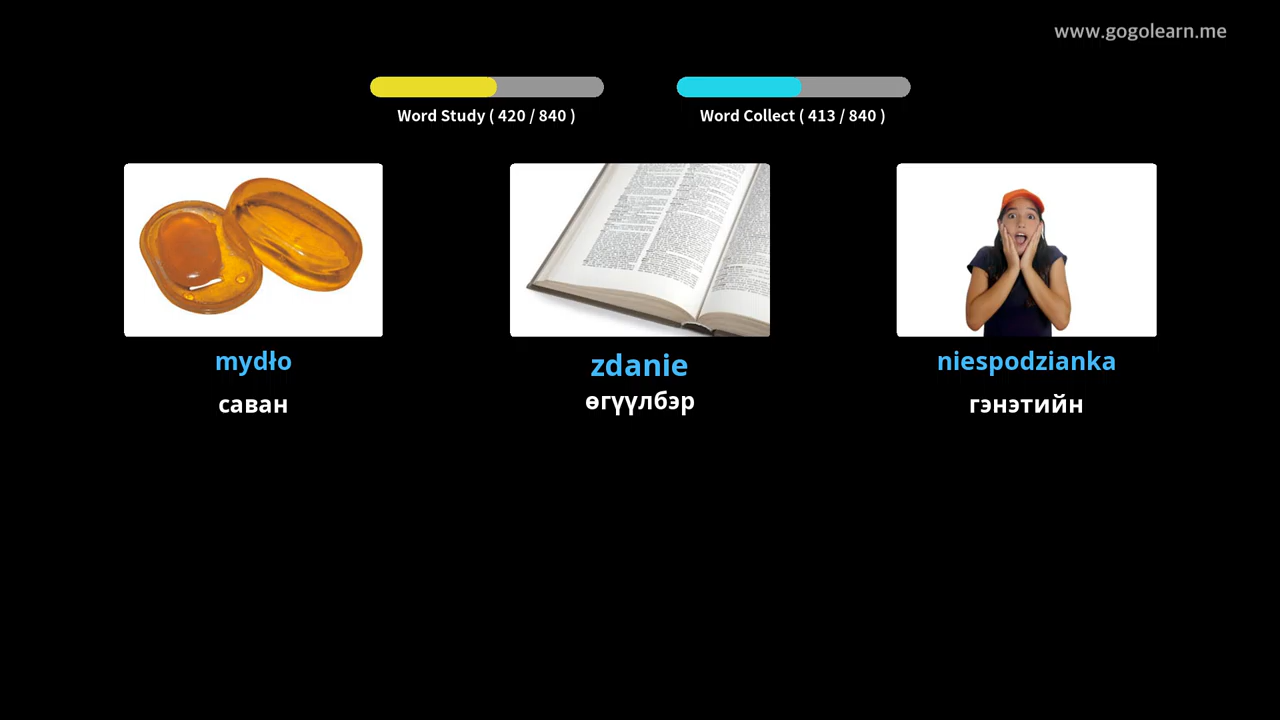 www.gogolearn.me
Word Study ( 420 / 840 )
Word Collect ( 413 / 840 )
mydło
zdanie
niespodzianka
саван
өгүүлбэр
гэнэтийн